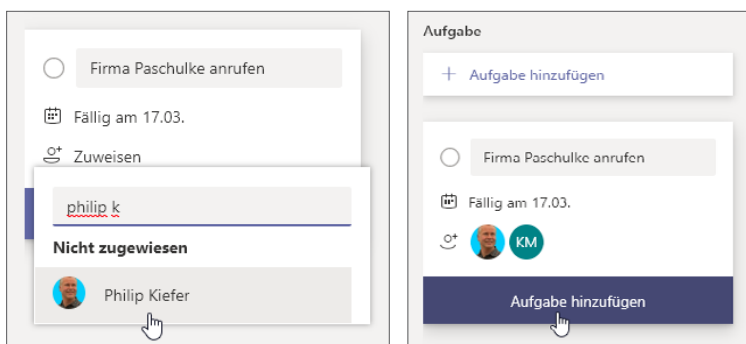 Firma Paschulke anrufen
Fällig am 17.03.
Zuweisen
philip k
Nicht zugewiesen
Philip Kiefer
Aufgabe
+ Aufgabe hinzufügen
Firma Paschulke anrufen
Fällig am 17.03.
KM
Aufgabe hinzufügen